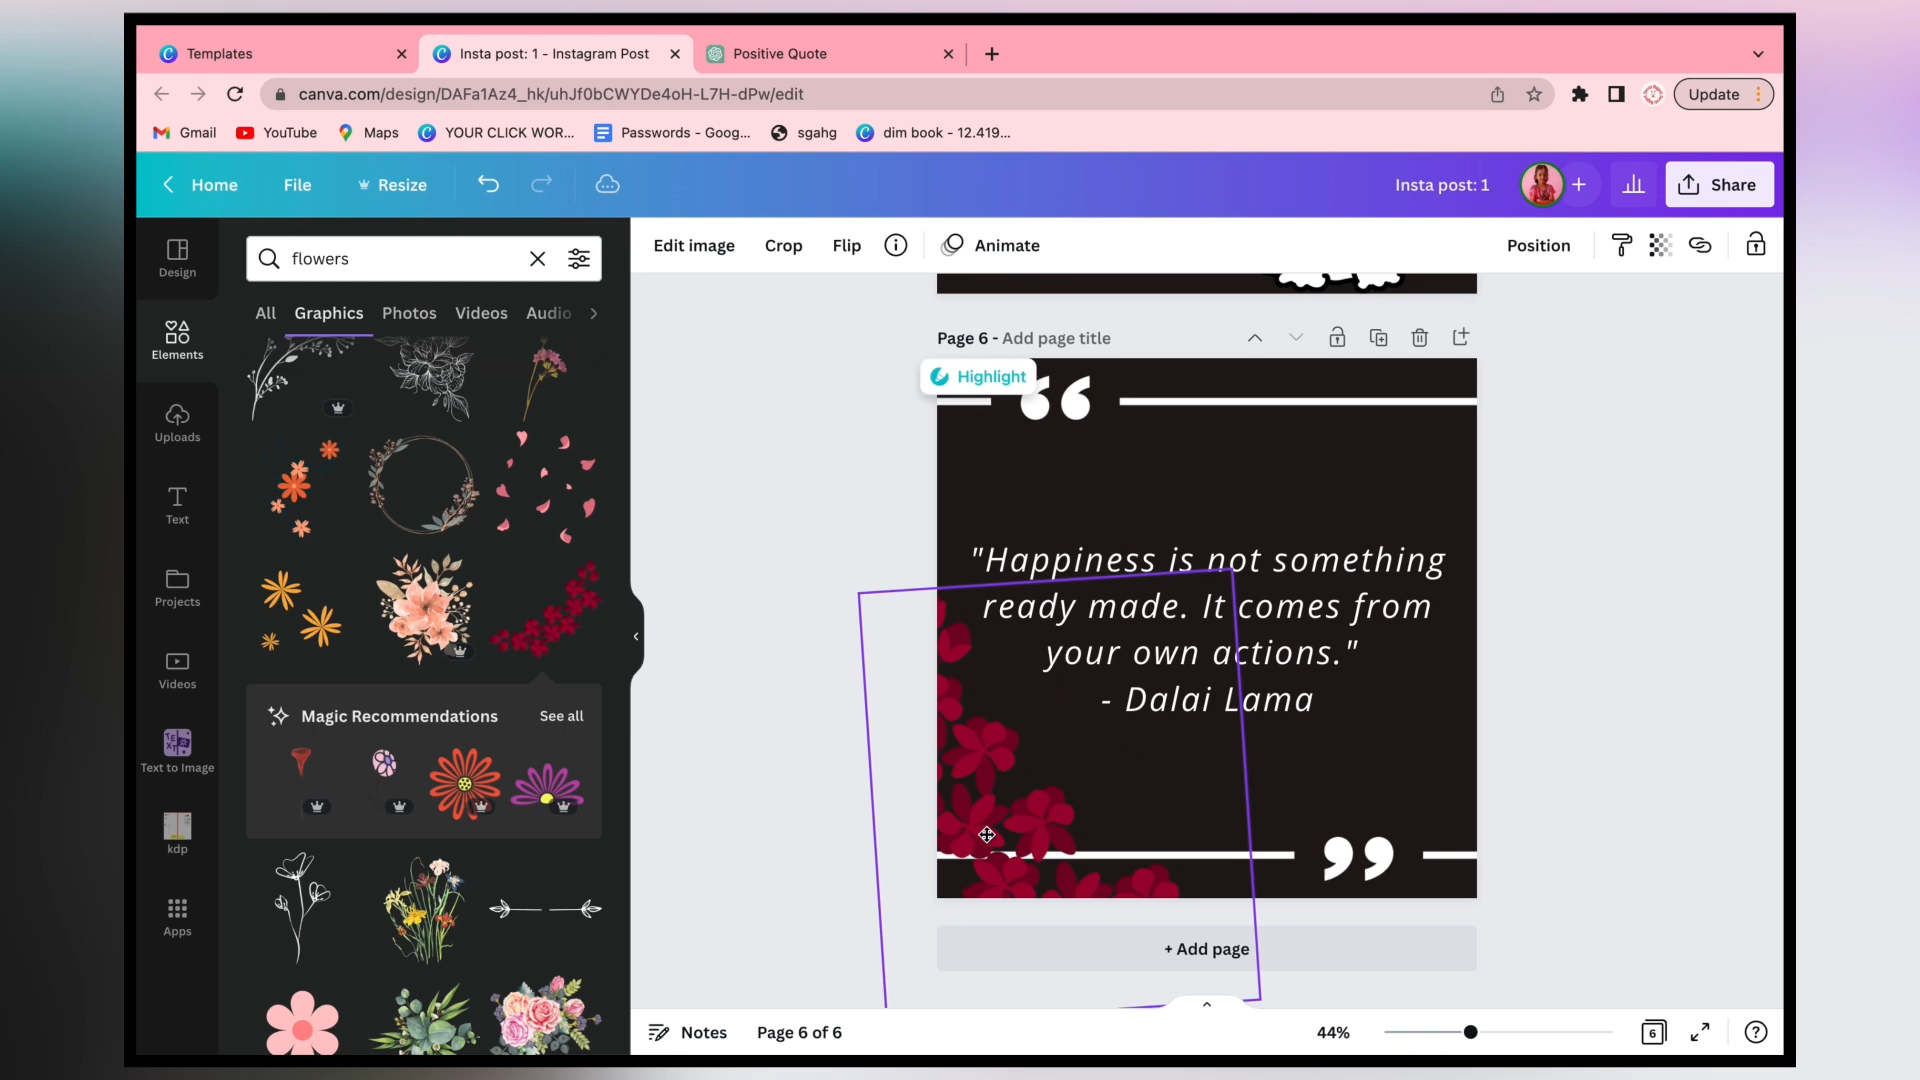 Templates
Insta post: 1 - Instagram Post
Positive Quote
canva.com/design/DAFa1Az4_hk/uhJf0bCWYDe4oH-L7H-dPw/edit
Update
Gmail
YouTube
Maps
YOUR CLICK WOR...
Passwords - Goog...
sgahg
dim book - 12.419...
Home
File
Resize
Insta post: 1
Share
Design
Elements
Uploads
Text
Projects
Videos
Text to Image
kdp
Apps
flowers
All
Graphics
Photos
Videos
Audio
Magic Recommendations
See all
Edit image
Crop
Flip
Animate
Position
Page 6 - Add page title
Highlight
“
"Happiness is not something
ready made. It comes from
your own actions."
- Dalai Lama
”
+ Add page
Notes
Page 6 of 6
44%
6